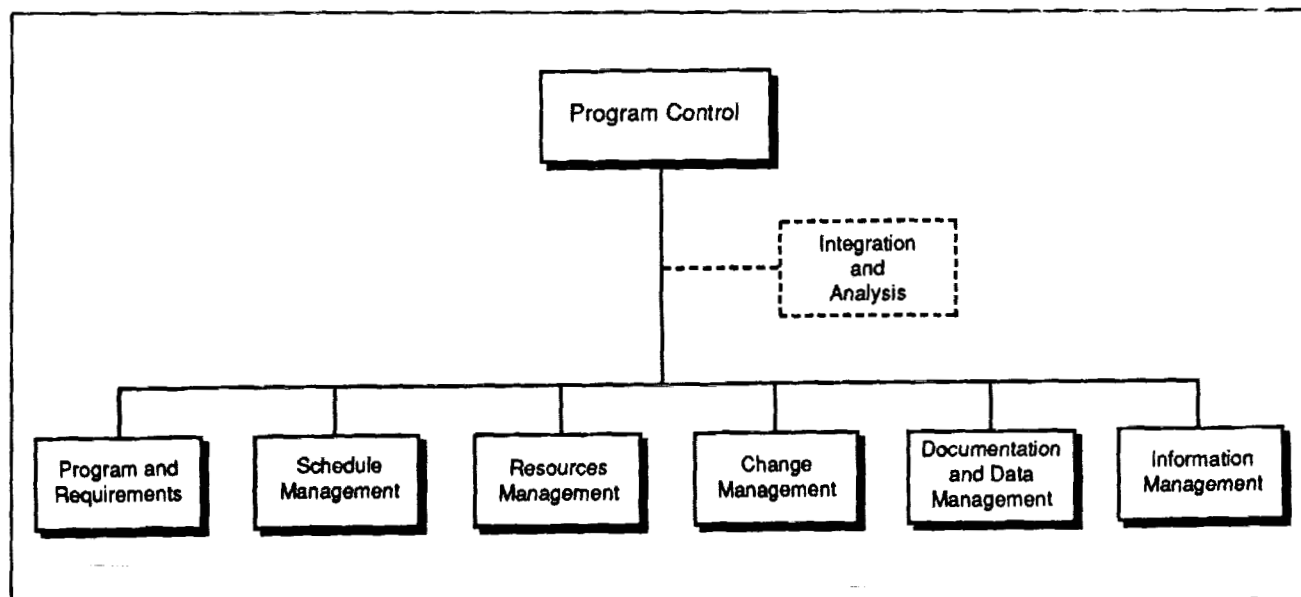 Program Control
Integration
and
Analysis
Program and
Requirements
Schedule
Management
Resources
Management
Change
Management
Documentation
and Data
Management
Information
Management